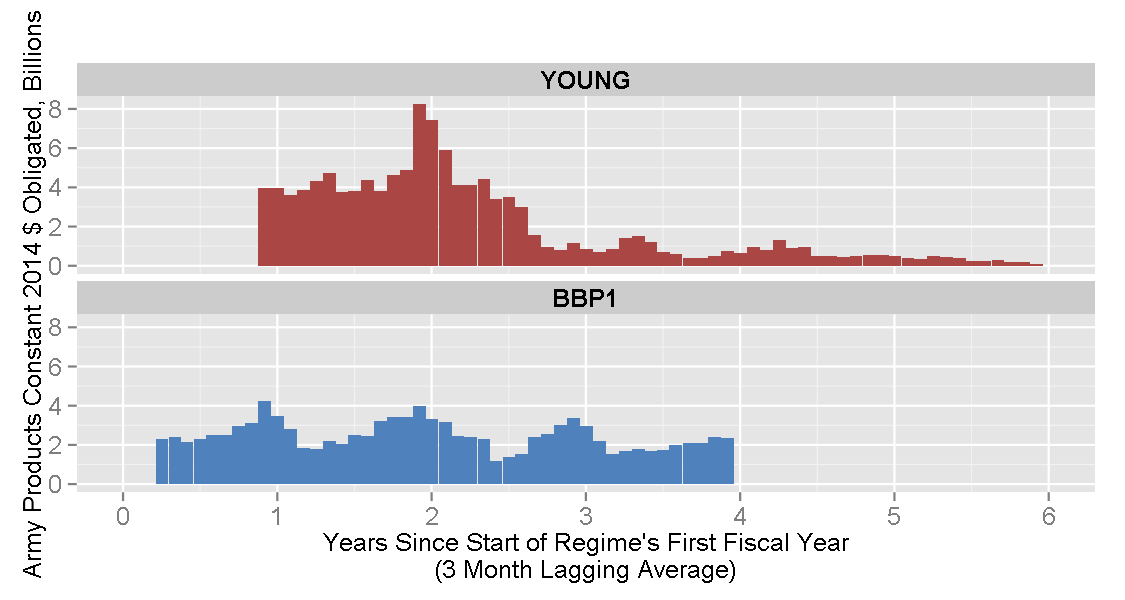 Army Products Constant 2014 $ Obligated, Billions
YOUNG
8
6
4
2
0
BBP1
8
6
4
2
0
0 1 2 3 4 5 6
Years Since Start of Regime's First Fiscal Year
(3 Month Lagging Average)